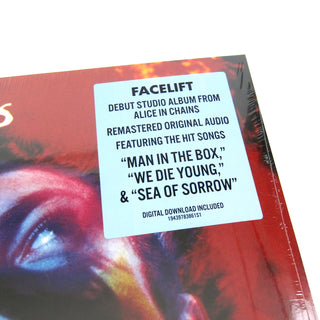 FACELIFT
DEBUT STUDIO ALBUM FROM
ALICE IN CHAINS
REMASTERED ORIGINAL AUDIO
FEATURING THE HIT SONGS
“MAN IN THE BOX,”
“WE DIE YOUNG,”
& “SEA OF SORROW”
DIGITAL DOWNLOAD INCLUDED